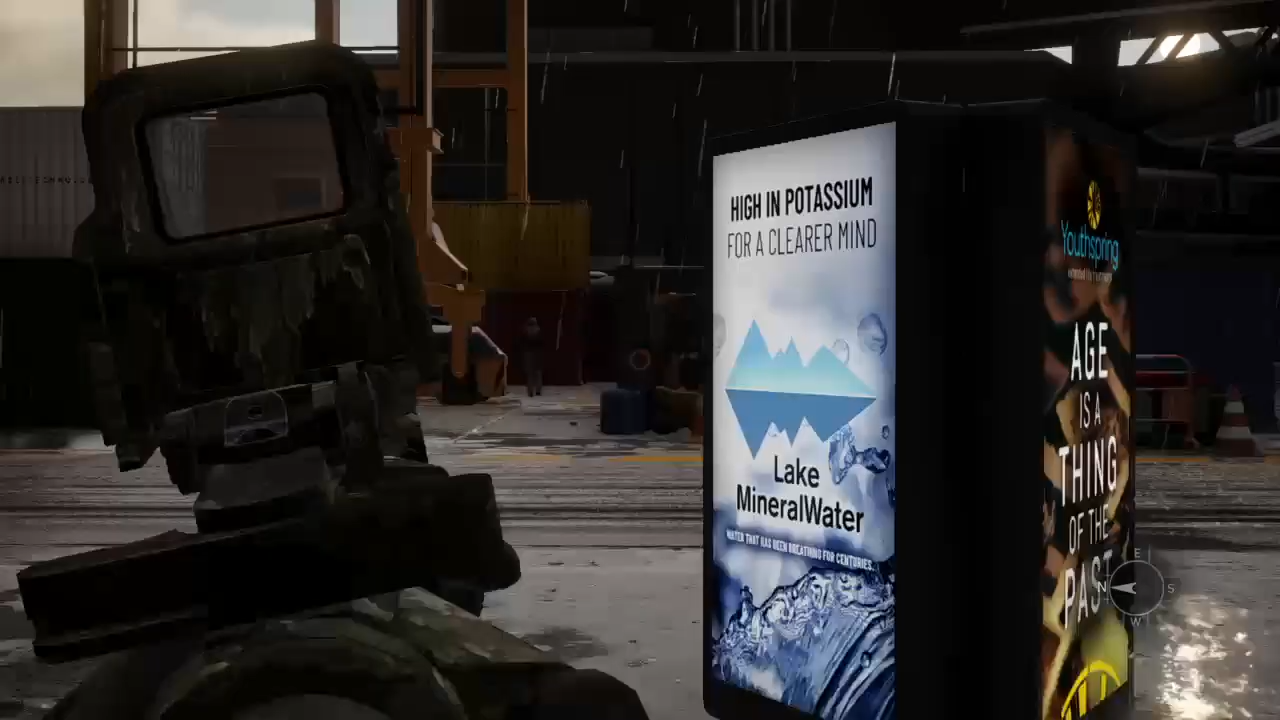 HIGH IN POTASSIUM
FOR A CLEARER MIND
Lake
MineralWater
WATER THAT HAS BEEN BREATHING FOR CENTURIES.
Youthspring
AGE
IS A
THING
OF THE
PAST
E
N
S
W